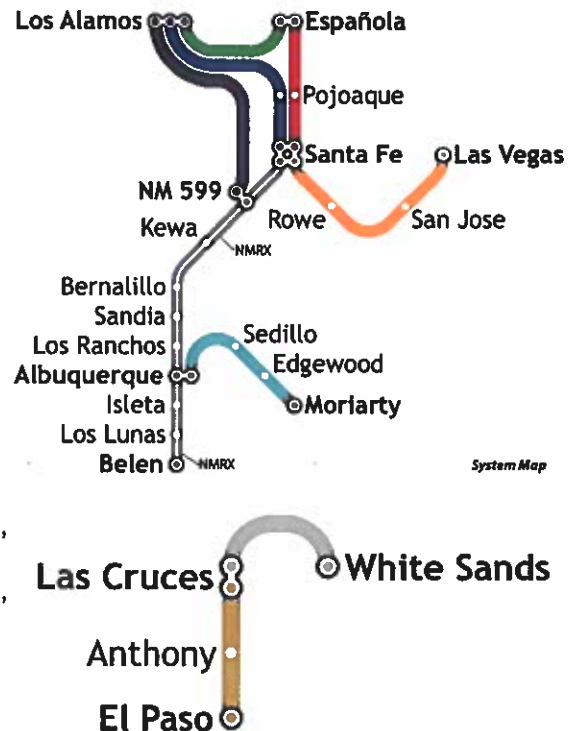 Los Alamos
Española
Pojoaque
Santa Fe
Las Vegas
NM 599
Rowe
San Jose
Kewa
NMRX
Bernalillo
Sandia
Los Ranchos
Sedillo
Edgewood
Albuquerque
Isleta
Moriarty
Los Lunas
Belen
NMRX
System Map
,
Las Cruces
White Sands
,
Anthony
El Paso